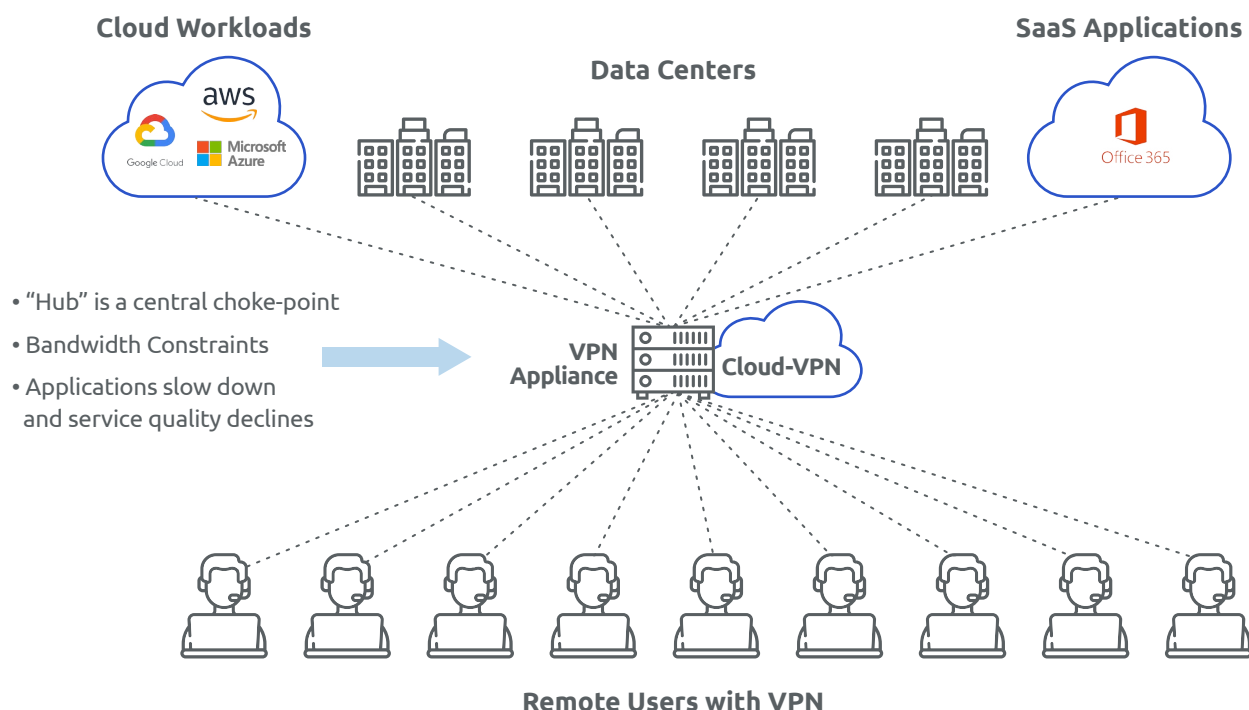 Cloud Workloads
SaaS Applications
Data Centers
aws
Google Cloud
Microsoft
Azure
Office 365
• “Hub” is a central choke-point
• Bandwidth Constraints
• Applications slow down
and service quality declines
VPN
Appliance
Cloud-VPN
Remote Users with VPN